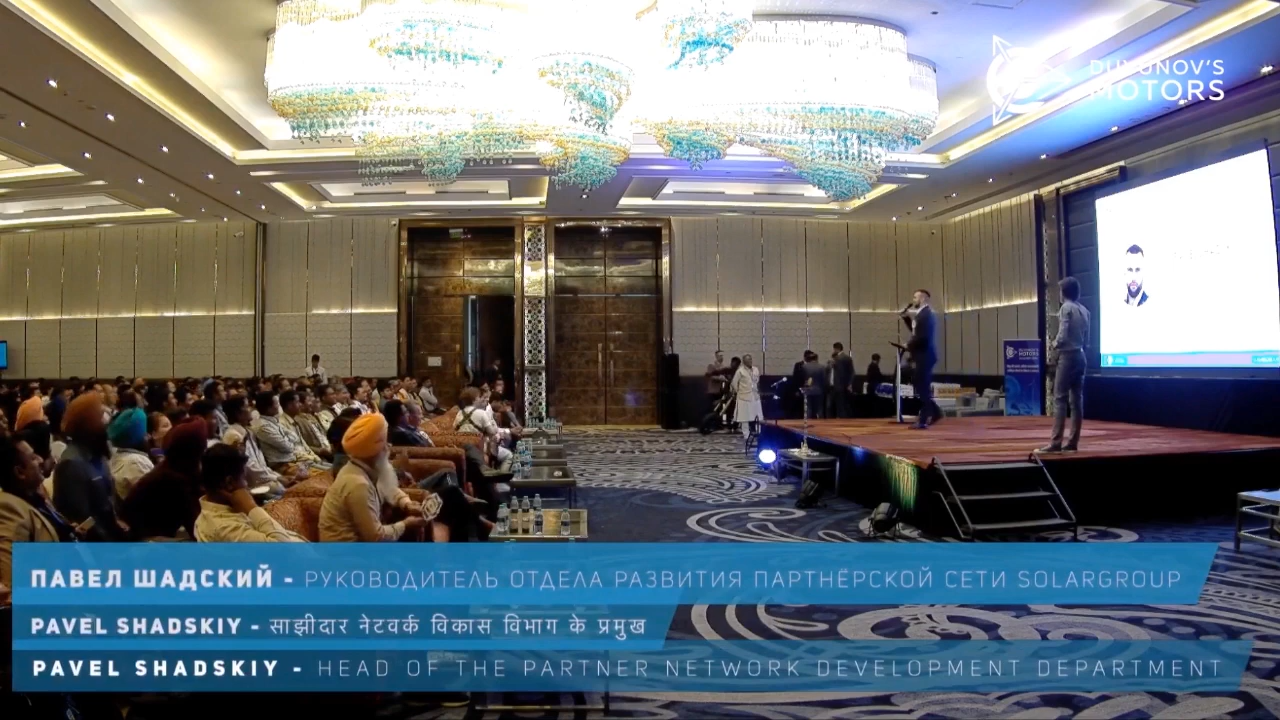 DUYUNOV'S
MOTORS
ПАВЕЛ ШАДСКИЙ - РУКОВОДИТЕЛЬ ОТДЕЛА РАЗВИТИЯ ПАРТНЁРСКОЙ СЕТИ SOLARGROUP
PAVEL SHADSKIY - साझीदार नेटवर्क विकास विभाग के प्रमुख
PAVEL SHADSKIY - HEAD OF THE PARTNER NETWORK DEVELOPMENT DEPARTMENT